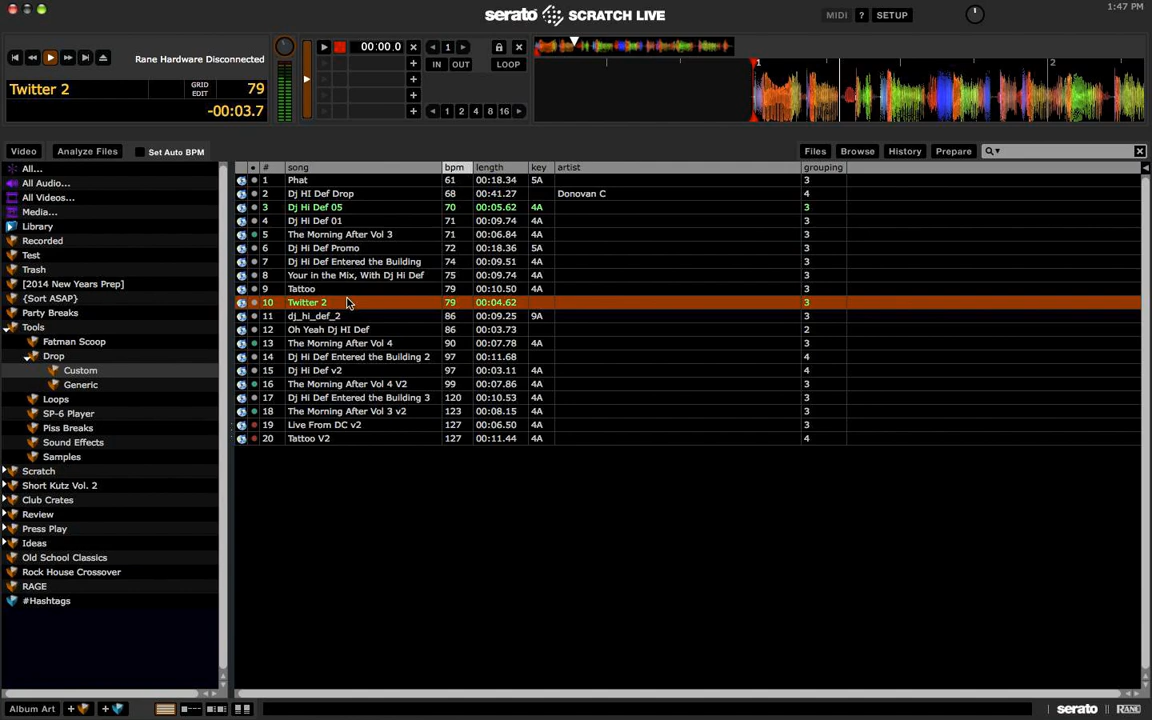 1:47 PM
serato SCRATCH LIVE
MIDI ? SETUP
Rane Hardware Disconnected
Twitter 2
GRID EDIT
79
-00:03.7
00:00.0
1
IN OUT LOOP
1 2 4 8 16
1 2
Video Analyze Files Set Auto BPM
Files Browse History Prepare
All...
All Audio...
All Videos...
Media...
Library
Recorded
Test
Trash
[2014 New Years Prep]
{Sort ASAP}
Party Breaks
Tools
Fatman Scoop
Drop
Custom
Generic
Loops
SP-6 Player
Piss Breaks
Sound Effects
Samples
Scratch
Short Kutz Vol. 2
Club Crates
Review
Press Play
Ideas
Old School Classics
Rock House Crossover
RAGE
#Hashtags
# song bpm length key artist grouping
1 Phat 61 00:18.34 5A 3
2 Dj HI Def Drop 68 00:41.27 Donovan C 4
3 Dj Hi Def 05 70 00:05.62 4A 3
4 Dj Hi Def 01 71 00:09.74 4A 3
5 The Morning After Vol 3 71 00:06.84 4A 3
6 Dj Hi Def Promo 72 00:18.36 5A 3
7 Dj Hi Def Entered the Building 74 00:09.51 4A 3
8 Your in the Mix, With Dj Hi Def 75 00:09.74 4A 3
9 Tattoo 79 00:10.50 4A 3
10 Twitter 2 79 00:04.62 3
11 dj_hi_def_2 86 00:09.25 9A 3
12 Oh Yeah Dj HI Def 86 00:03.73 2
13 The Morning After Vol 4 90 00:07.78 4A 3
14 Dj Hi Def Entered the Building 2 97 00:11.68 4
15 Dj Hi Def v2 97 00:03.11 4A 4
16 The Morning After Vol 4 V2 99 00:07.86 4A 3
17 Dj Hi Def Entered the Building 3 120 00:10.53 4A 3
18 The Morning After Vol 3 v2 123 00:08.15 4A 3
19 Live From DC v2 127 00:06.50 4A 3
20 Tattoo V2 127 00:11.44 4A 4
Album Art
serato RANE